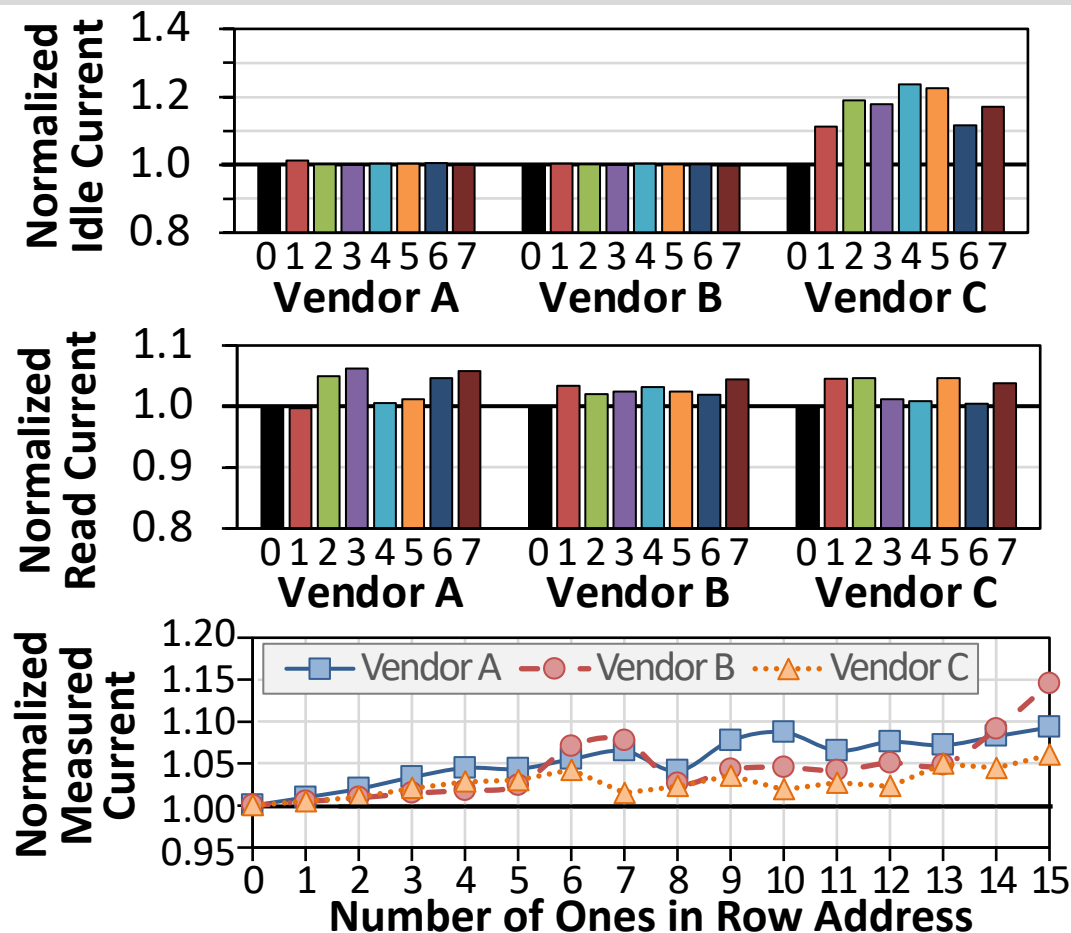 Normalized
Idle Current
1.4
1.2
1.0
0.8
0 1 2 3 4 5 6 7 0 1 2 3 4 5 6 7 0 1 2 3 4 5 6 7
Vendor A Vendor B Vendor C
Normalized
Read Current
1.1
1.0
0.9
0.8
0 1 2 3 4 5 6 7 0 1 2 3 4 5 6 7 0 1 2 3 4 5 6 7
Vendor A Vendor B Vendor C
Normalized
Measured
Current
1.20
1.15
1.10
1.05
1.00
0.95
Vendor A Vendor B Vendor C
0 1 2 3 4 5 6 7 8 9 10 11 12 13 14 15
Number of Ones in Row Address